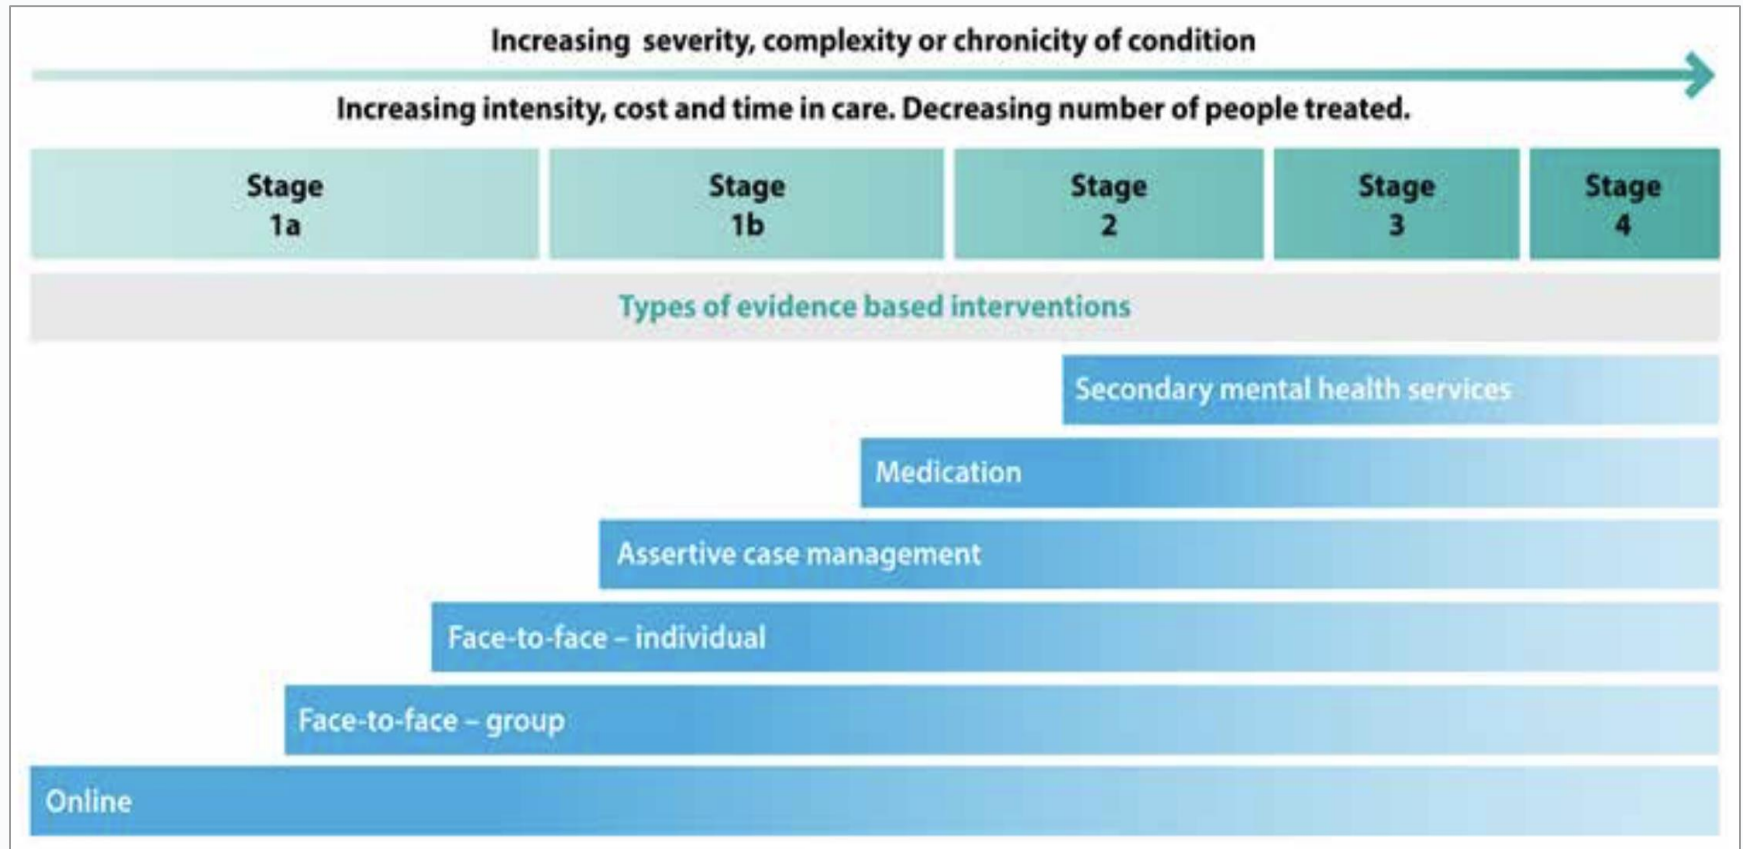 Increasing severity, complexity or chronicity of condition
Increasing intensity, cost and time in care. Decreasing number of people treated.
Stage
1a
Stage
1b
Stage
2
Stage
3
Stage
4
Types of evidence based interventions
Secondary mental health services
Medication
Assertive case management
Face-to-face – individual
Face-to-face – group
Online